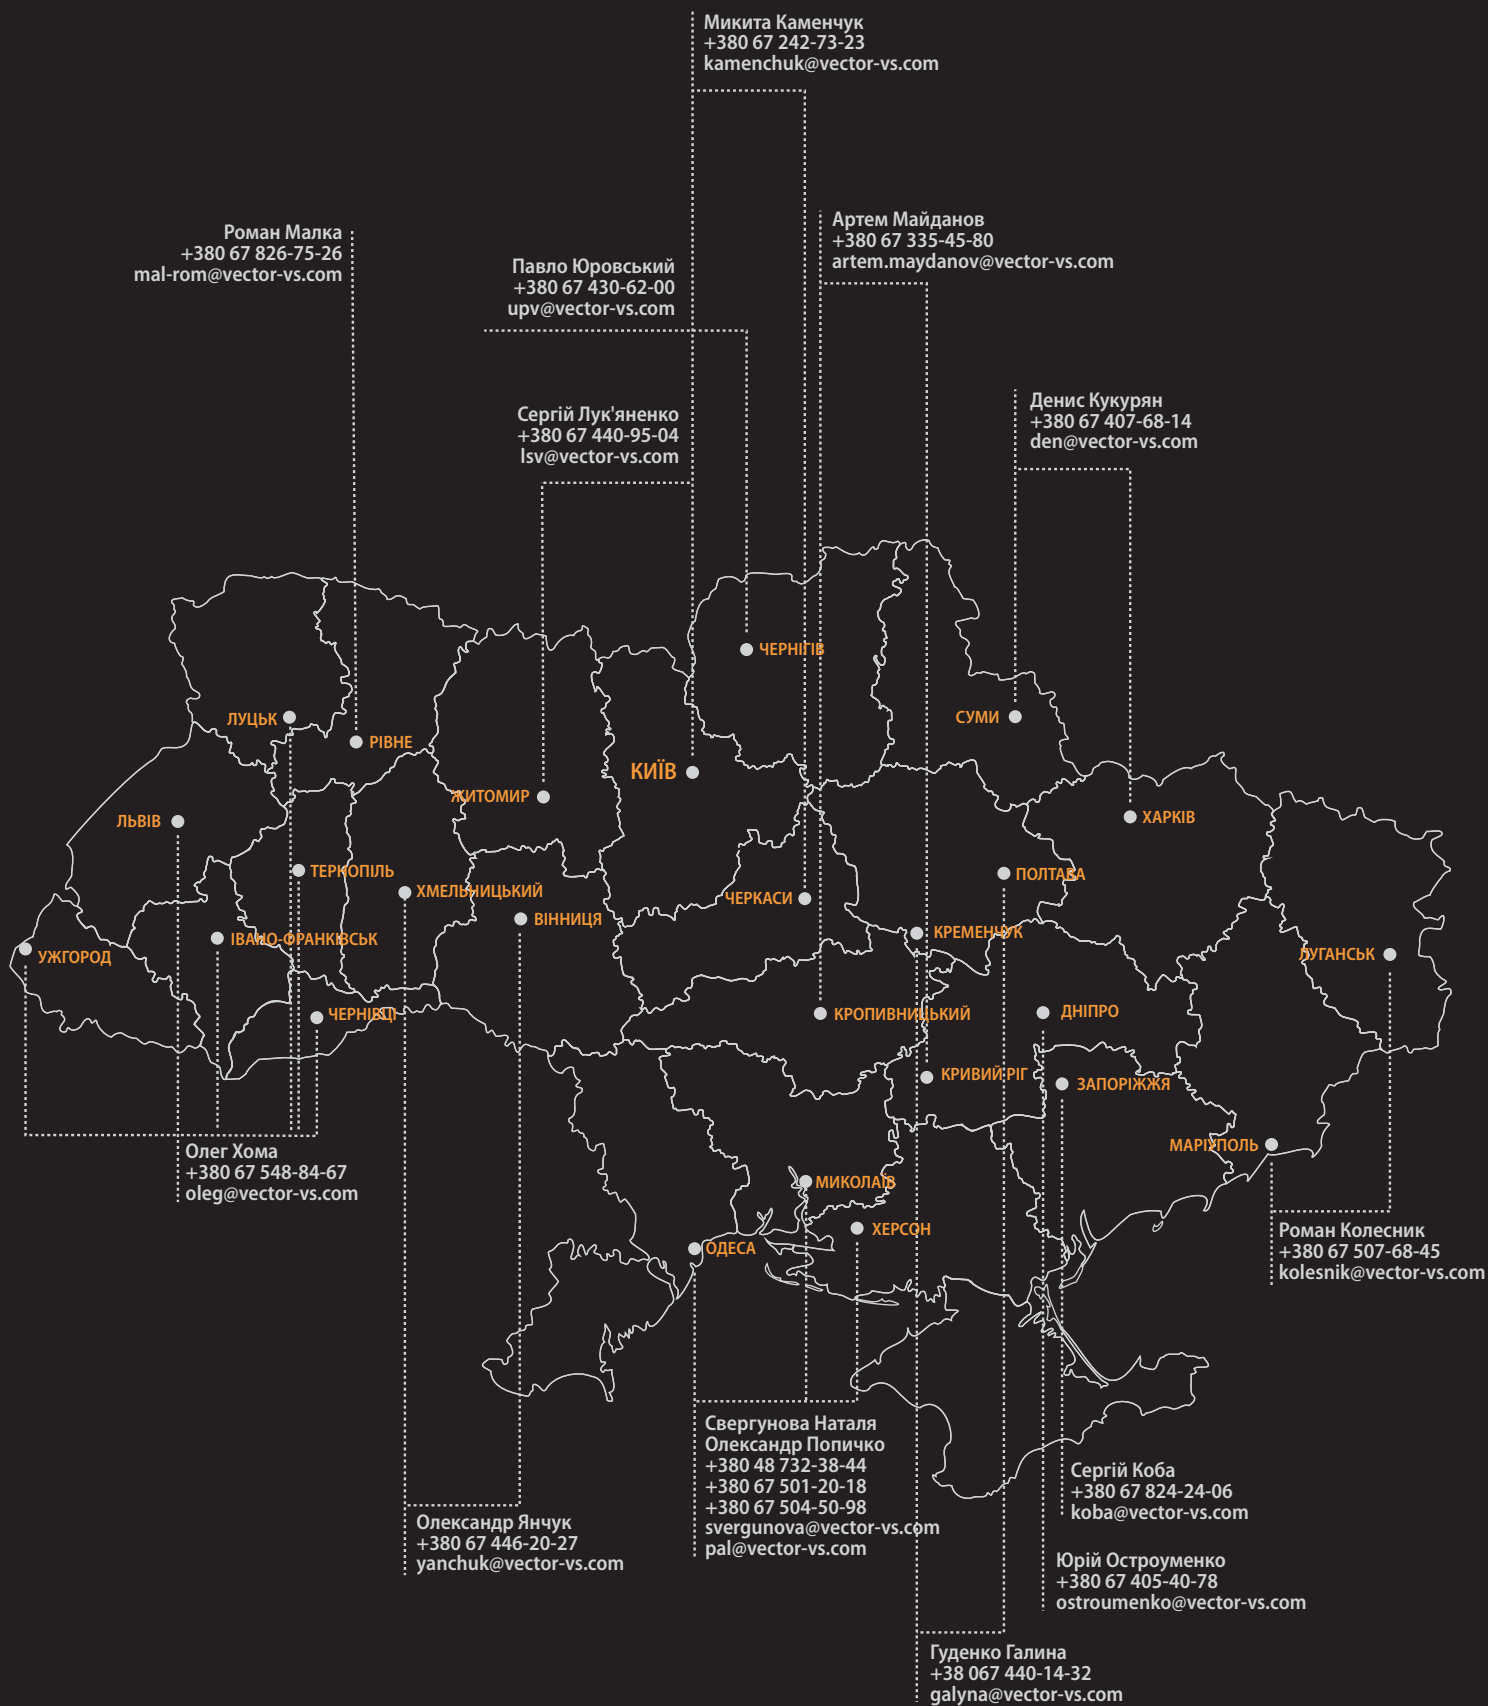 Микита Каменчук
+380 67 242-73-23
kamenchuk@vector-vs.com
Артем Майданов
+380 67 335-45-80
artem.maydanov@vector-vs.com
Роман Малка
+380 67 826-75-26
mal-rom@vector-vs.com
Павло Юровський
+380 67 430-62-00
upv@vector-vs.com
Сергій Лук'яненко
+380 67 440-95-04
lsv@vector-vs.com
Денис Кукурян
+380 67 407-68-14
den@vector-vs.com
ЧЕРНІГІВ
ЛУЦЬК
СУМИ
РІВНЕ
КИЇВ
ЖИТОМИР
ЛЬВІВ
ХАРКІВ
ТЕРНОПІЛЬ
ПОЛТАВА
ХМЕЛЬНИЦЬКИЙ
ЧЕРКАСИ
ВІННИЦЯ
КРЕМЕНЧУК
ІВАНО-ФРАНКІВСЬК
УЖГОРОД
ЛУГАНСЬК
ЧЕРНІВЦІ
КРОПИВНИЦЬКИЙ
ДНІПРО
КРИВИЙ РІГ
ЗАПОРІЖЖЯ
МАРІУПОЛЬ
Олег Хома
+380 67 548-84-67
oleg@vector-vs.com
МИКОЛАЇВ
ХЕРСОН
ОДЕСА
Роман Колесник
+380 67 507-68-45
kolesnik@vector-vs.com
Свергунова Наталя
Олександр Попичко
+380 48 732-38-44
+380 67 501-20-18
+380 67 504-50-98
svergunova@vector-vs.com
pal@vector-vs.com
Сергій Коба
+380 67 824-24-06
koba@vector-vs.com
Олександр Янчук
+380 67 446-20-27
yanchuk@vector-vs.com
Юрій Остроуменко
+380 67 405-40-78
ostroumenko@vector-vs.com
Гуденко Галина
+38 067 440-14-32
galyna@vector-vs.com